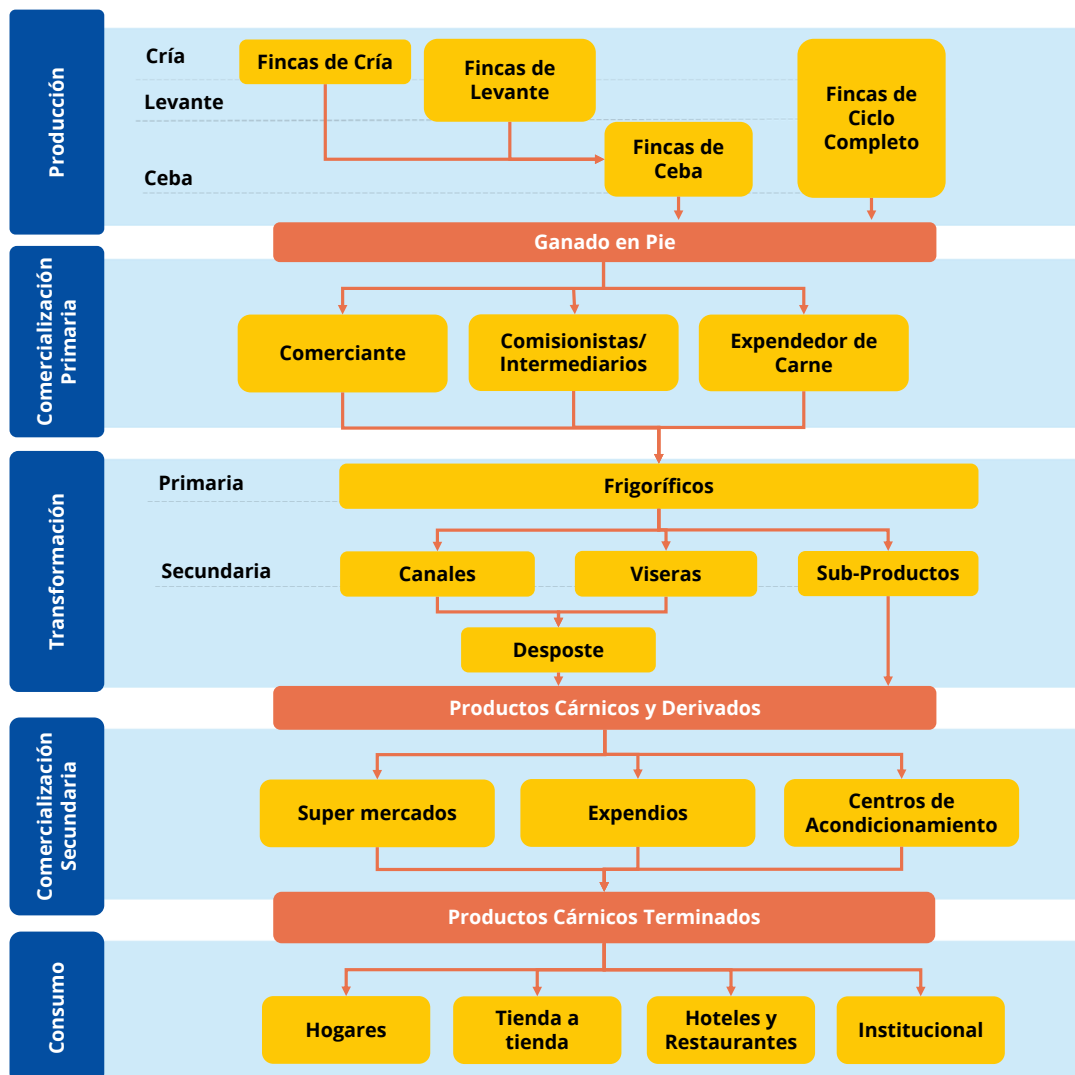 Producción
Cría
Levante
Ceba
Fincas de Cría
Fincas de
Levante
Fincas de
Ceba
Fincas de
Ciclo
Completo
Ganado en Pie
Comercialización
Primaria
Comerciante
Comisionistas/
Intermediarios
Expendedor de
Carne
Transformación
Primaria
Frigoríficos
Secundaria
Canales
Viseras
Sub-Productos
Desposte
Productos Cárnicos y Derivados
Comercialización
Secundaria
Super mercados
Expendios
Centros de
Acondicionamiento
Productos Cárnicos Terminados
Consumo
Hogares
Tienda a
tienda
Hoteles y
Restaurantes
Institucional